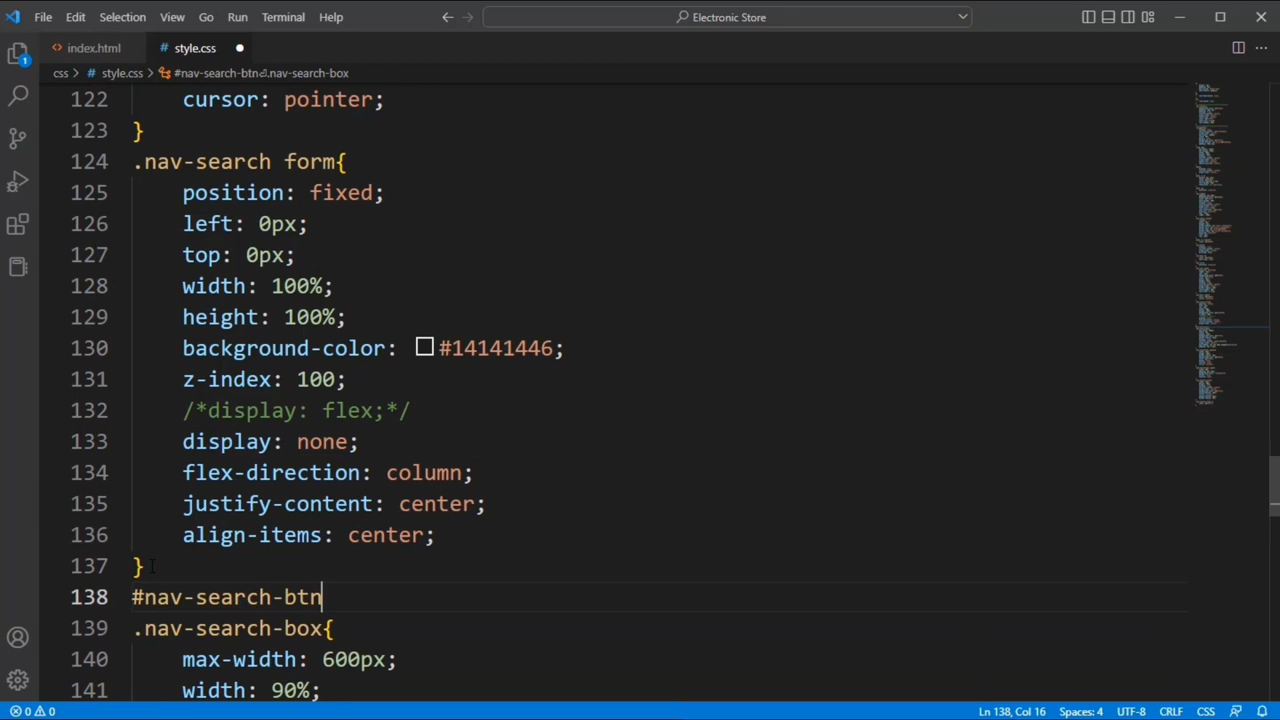 File Edit Selection View Go Run Terminal Help Electronic Store
index.html # style.css
css > # style.css > #nav-search-btn⏎.nav-search-box
122 cursor: pointer;
123 }
124 .nav-search form{
125 position: fixed;
126 left: 0px;
127 top: 0px;
128 width: 100%;
129 height: 100%;
130 background-color: #14141446;
131 z-index: 100;
132 /*display: flex;*/
133 display: none;
134 flex-direction: column;
135 justify-content: center;
136 align-items: center;
137 }
138 #nav-search-btn
139 .nav-search-box{
140 max-width: 600px;
141 width: 90%;
1
0 0 Ln 138, Col 16 Spaces: 4 UTF-8 CRLF CSS